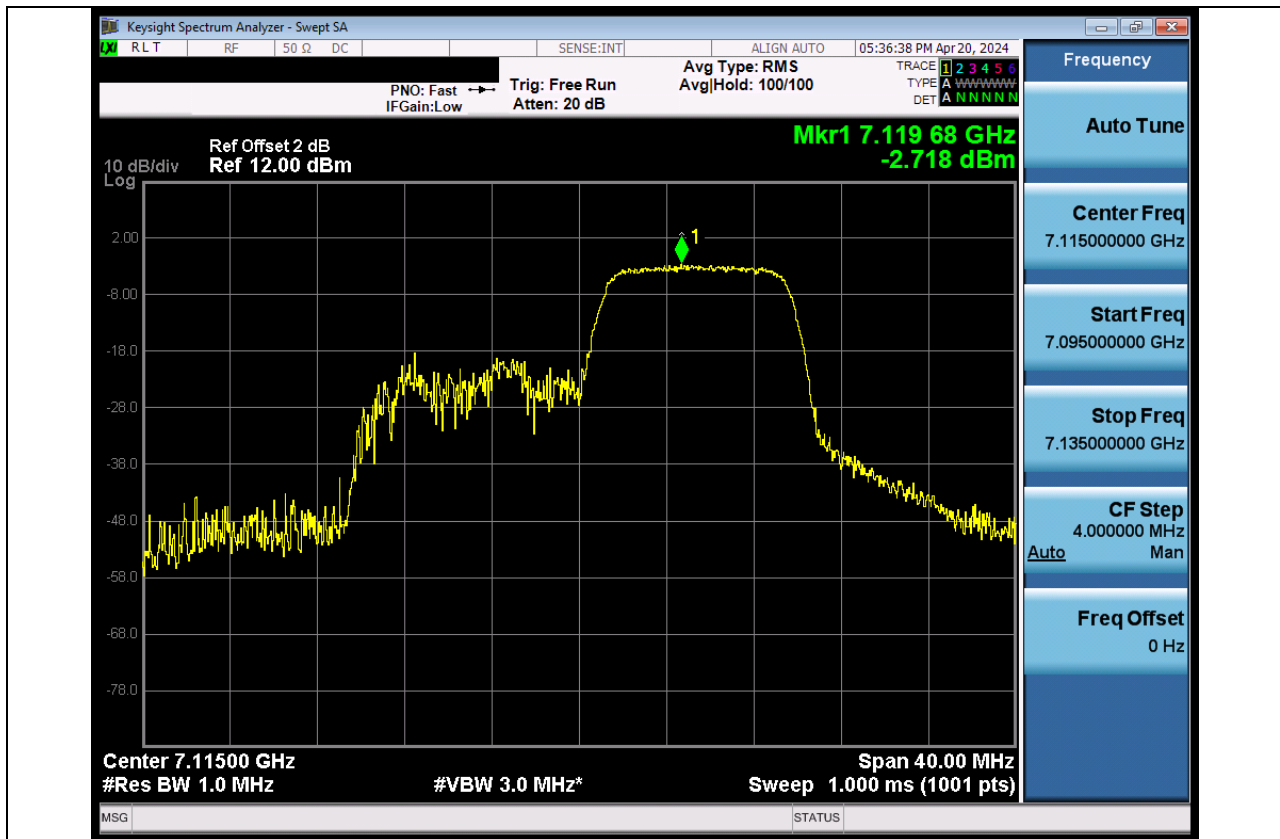 Keysight Spectrum Analyzer - Swept SA
LXI RLT RF 50 Ω DC SENSE:INT ALIGN AUTO 05:36:38 PM Apr 20, 2024
PNO: Fast
IFGain:Low
Trig: Free Run
Atten: 20 dB
Avg Type: RMS
Avg|Hold: 100/100
TRACE 1 2 3 4 5 6
TYPE A WWWWW
DET A N N N N N
Ref Offset 2 dB
10 dB/div Ref 12.00 dBm
Log
Mkr1 7.119 68 GHz
-2.718 dBm
1
2.00
-8.00
-18.0
-28.0
-38.0
-48.0
-58.0
-68.0
-78.0
Center 7.11500 GHz Span 40.00 MHz
#Res BW 1.0 MHz #VBW 3.0 MHz* Sweep 1.000 ms (1001 pts)
MSG STATUS
Frequency
Auto Tune
Center Freq
7.115000000 GHz
Start Freq
7.095000000 GHz
Stop Freq
7.135000000 GHz
CF Step
4.000000 MHz
Auto Man
Freq Offset
0 Hz